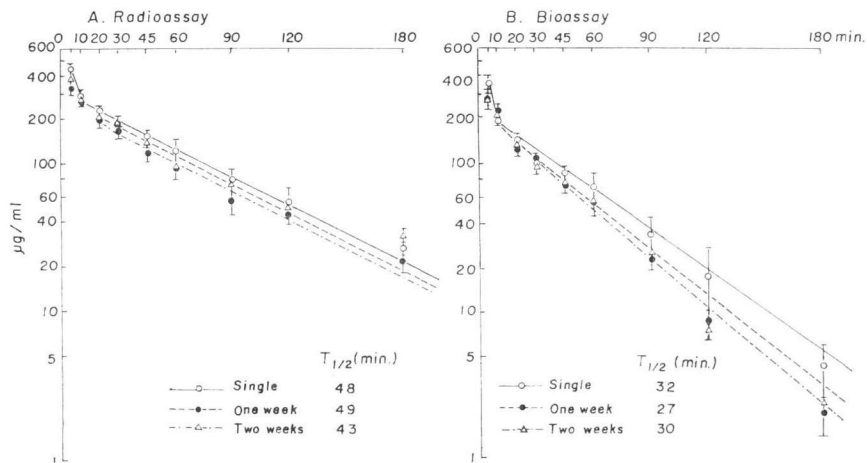 A. Radioassay
0 10 20 30 45 60 90 120 180
600
400
200
100
60
40
20
10
5
1
µg/ml
T1/2 (min.)
Single 48
One week 49
Two weeks 43
B. Bioassay
0 10 20 30 45 60 90 120 180 min.
600
400
200
100
60
40
20
10
5
1
T1/2 (min.)
Single 32
One week 27
Two weeks 30